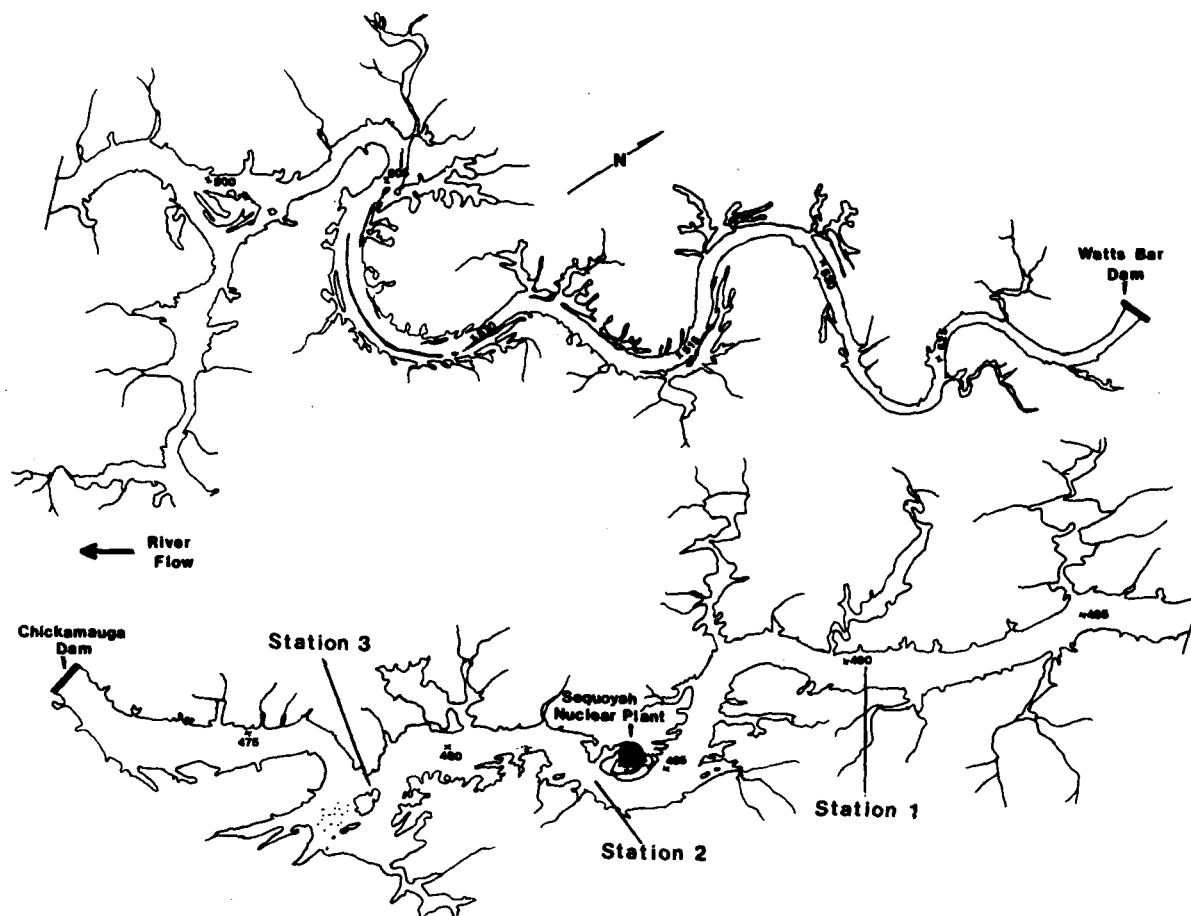 500
N
Watts Bar
Dam
River
Flow
495
Chickamauga
Dam
Station 3
490
Sequoyah
Nuclear Plant
475
480
485
Station 1
Station 2